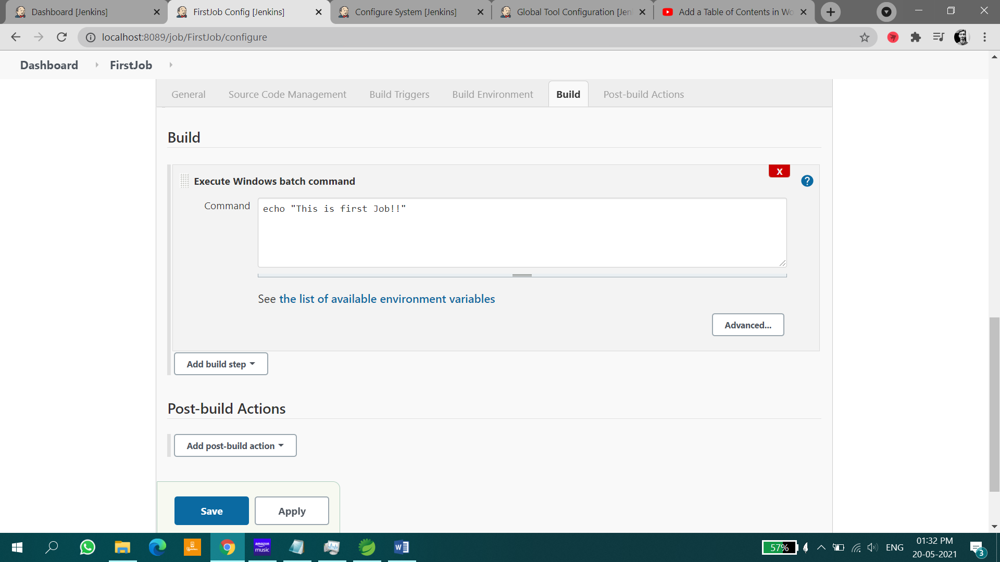 Dashboard [Jenkins]
FirstJob Config [Jenkins]
Configure System [Jenkins]
Global Tool Configuration [Jen
Add a Table of Contents in Wo
localhost:8089/job/FirstJob/configure
Dashboard
FirstJob
General
Source Code Management
Build Triggers
Build Environment
Build
Post-build Actions
Build
X
Execute Windows batch command
?
Command
echo "This is first Job!!"
See the list of available environment variables
Advanced...
Add build step
Post-build Actions
Add post-build action
Save
Apply
amazon
music
W
57%
ENG
01:32 PM
20-05-2021
3